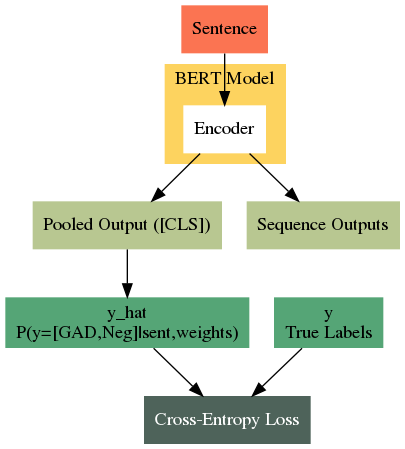 Sentence
BERT Model
Encoder
Pooled Output ([CLS])
Sequence Outputs
y_hat
P(y=[GAD,Neg]|sent,weights)
y
True Labels
Cross-Entropy Loss